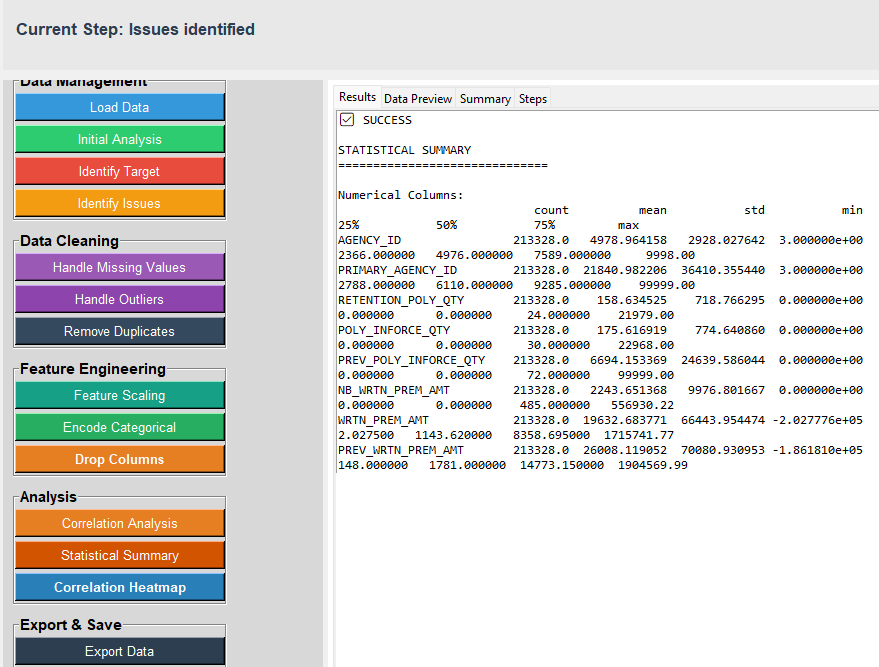 Current Step: Issues identified
Data Management
Load Data
Initial Analysis
Identify Target
Identify Issues
Data Cleaning
Handle Missing Values
Handle Outliers
Remove Duplicates
Feature Engineering
Feature Scaling
Encode Categorical
Drop Columns
Analysis
Correlation Analysis
Statistical Summary
Correlation Heatmap
Export & Save
Export Data
Results Data Preview Summary Steps
SUCCESS
STATISTICAL SUMMARY
==============================
Numerical Columns:
count mean std min
25% 50% 75% max
AGENCY_ID 213328.0 4978.964158 2928.027642 3.000000e+00
2366.000000 4976.000000 7589.000000 9998.00
PRIMARY_AGENCY_ID 213328.0 21840.982206 36410.355440 3.000000e+00
2788.000000 6110.000000 9285.000000 99999.00
RETENTION_POLY_QTY 213328.0 158.634525 718.766295 0.000000e+00
0.000000 0.000000 24.000000 21979.00
POLY_INFORCE_QTY 213328.0 175.616919 774.640860 0.000000e+00
0.000000 0.000000 30.000000 22968.00
PREV_POLY_INFORCE_QTY 213328.0 6694.153369 24639.586044 0.000000e+00
0.000000 0.000000 72.000000 99999.00
NB_WRTN_PREM_AMT 213328.0 2243.651368 9976.801667 0.000000e+00
0.000000 0.000000 485.000000 556930.22
WRTN_PREM_AMT 213328.0 19632.683771 66443.954474 -2.027776e+05
2.027500 1143.620000 8358.695000 1715741.77
PREV_WRTN_PREM_AMT 213328.0 26008.119052 70080.930953 -1.861810e+05
148.000000 1781.000000 14773.150000 1904569.99